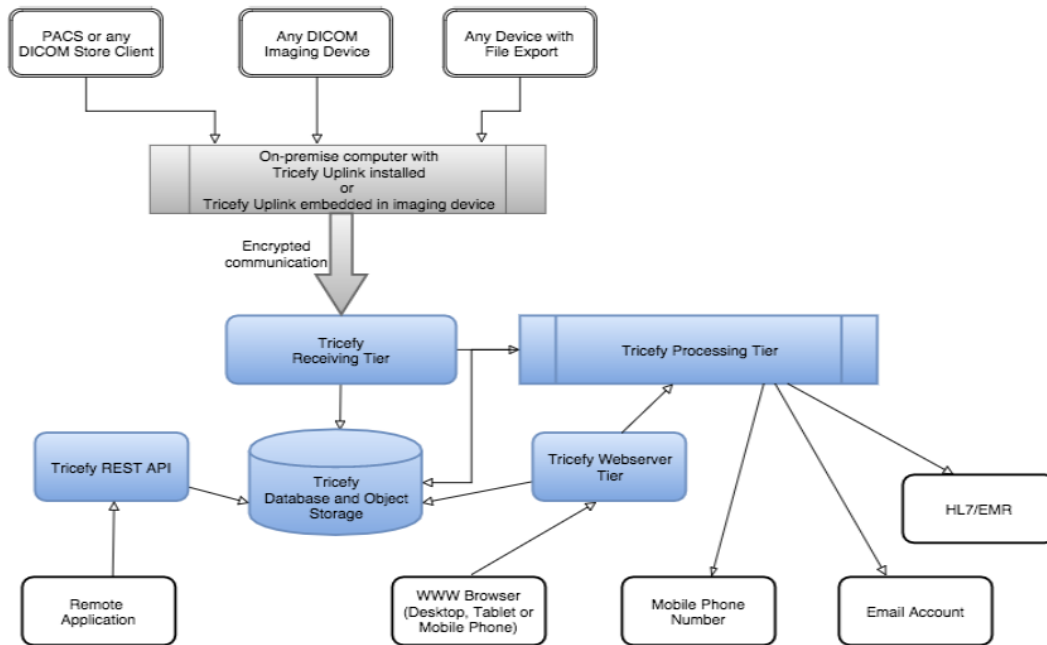 PACS or any
DICOM Store Client
Any DICOM
Imaging Device
Any Device with
File Export
On-premise computer with
Tricefy Uplink installed
or
Tricefy Uplink embedded in imaging device
Encrypted
communication
Tricefy
Receiving Tier
Tricefy Processing Tier
Tricefy REST API
Tricefy
Database and Object
Storage
Tricefy Webserver
Tier
HL7/EMR
Remote
Application
WWW Browser
(Desktop, Tablet or
Mobile Phone)
Mobile Phone
Number
Email Account